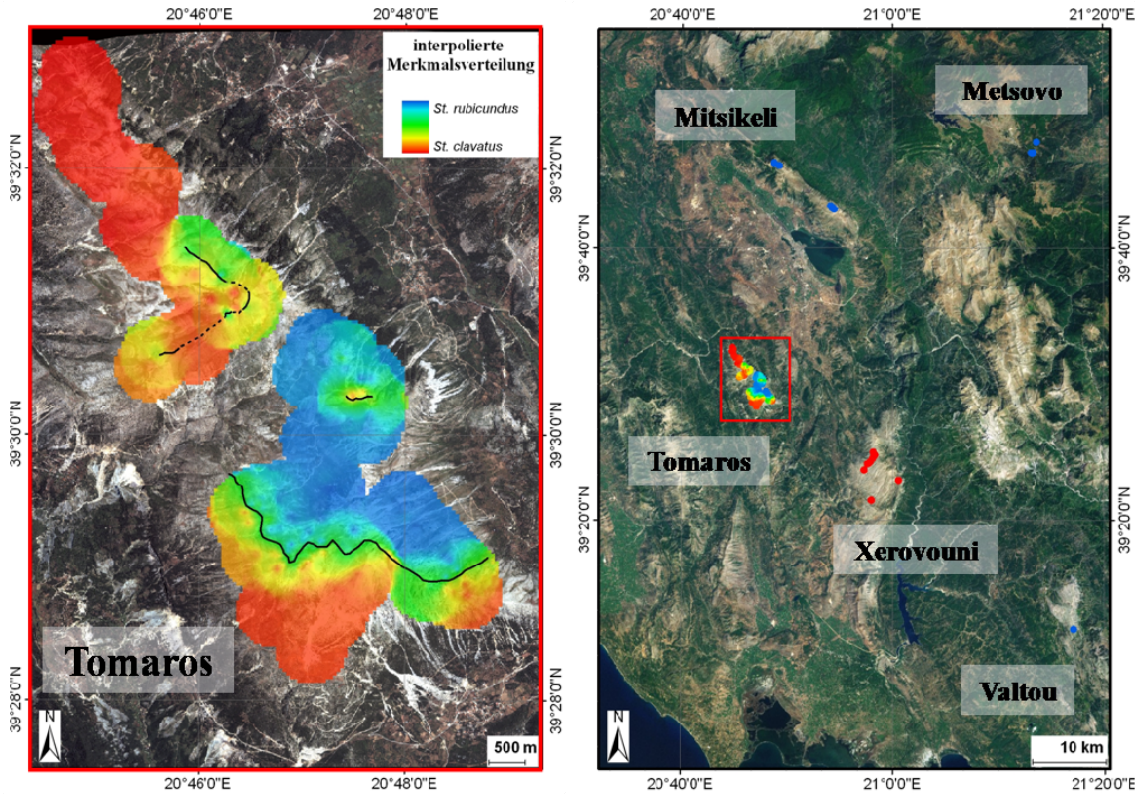 20°46'0"E
20°48'0"E
interpolierte
Merkmalsverteilung
St. rubicundus
St. clavatus
39°32'0"N
39°32'0"N
39°30'0"N
39°30'0"N
39°28'0"N
39°28'0"N
Tomaros
N
500 m
20°46'0"E
20°48'0"E
20°40'0"E
21°0'0"E
21°20'0"E
Metsovo
Mitsikeli
39°40'0"N
39°40'0"N
Tomaros
39°20'0"N
39°20'0"N
Xerovouni
Valtou
N
10 km
20°40'0"E
21°0'0"E
21°20'0"E